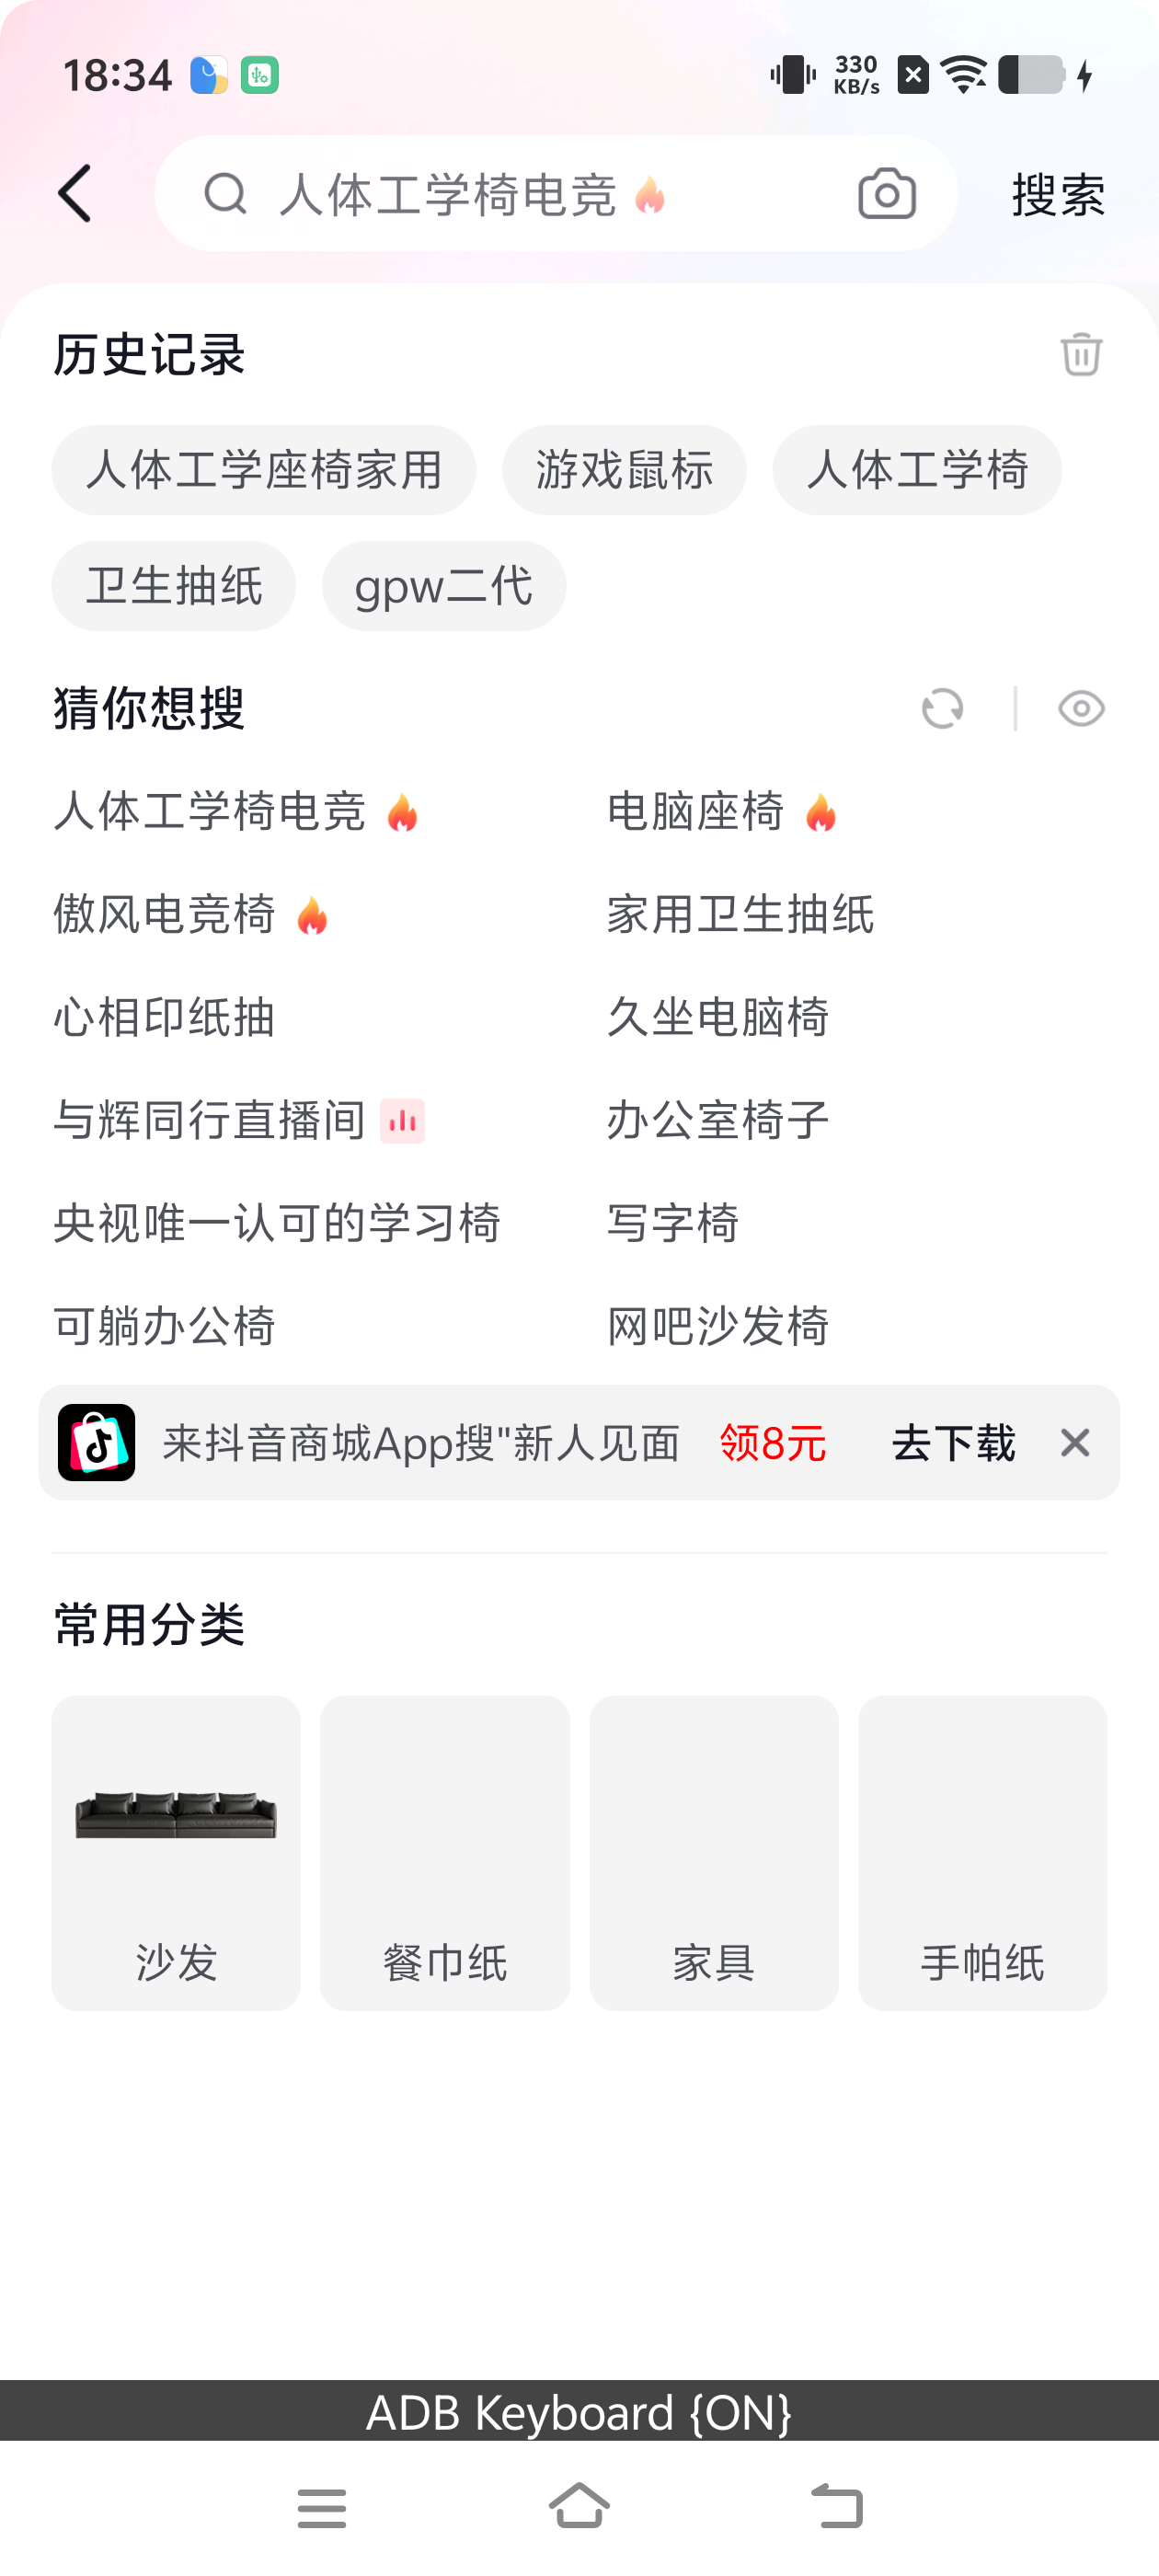 18:34
330
KB/s
人体工学椅电竞
搜索
历史记录
人体工学座椅家用
游戏鼠标
人体工学椅
卫生抽纸
gpw二代
猜你想搜
人体工学椅电竞
电脑座椅
傲风电竞椅
家用卫生抽纸
心相印纸抽
久坐电脑椅
与辉同行直播间
办公室椅子
央视唯一认可的学习椅
写字椅
可躺办公椅
网吧沙发椅
来抖音商城App搜"新人见面 领8元 去下载
常用分类
沙发
餐巾纸
家具
手帕纸
ADB Keyboard {ON}